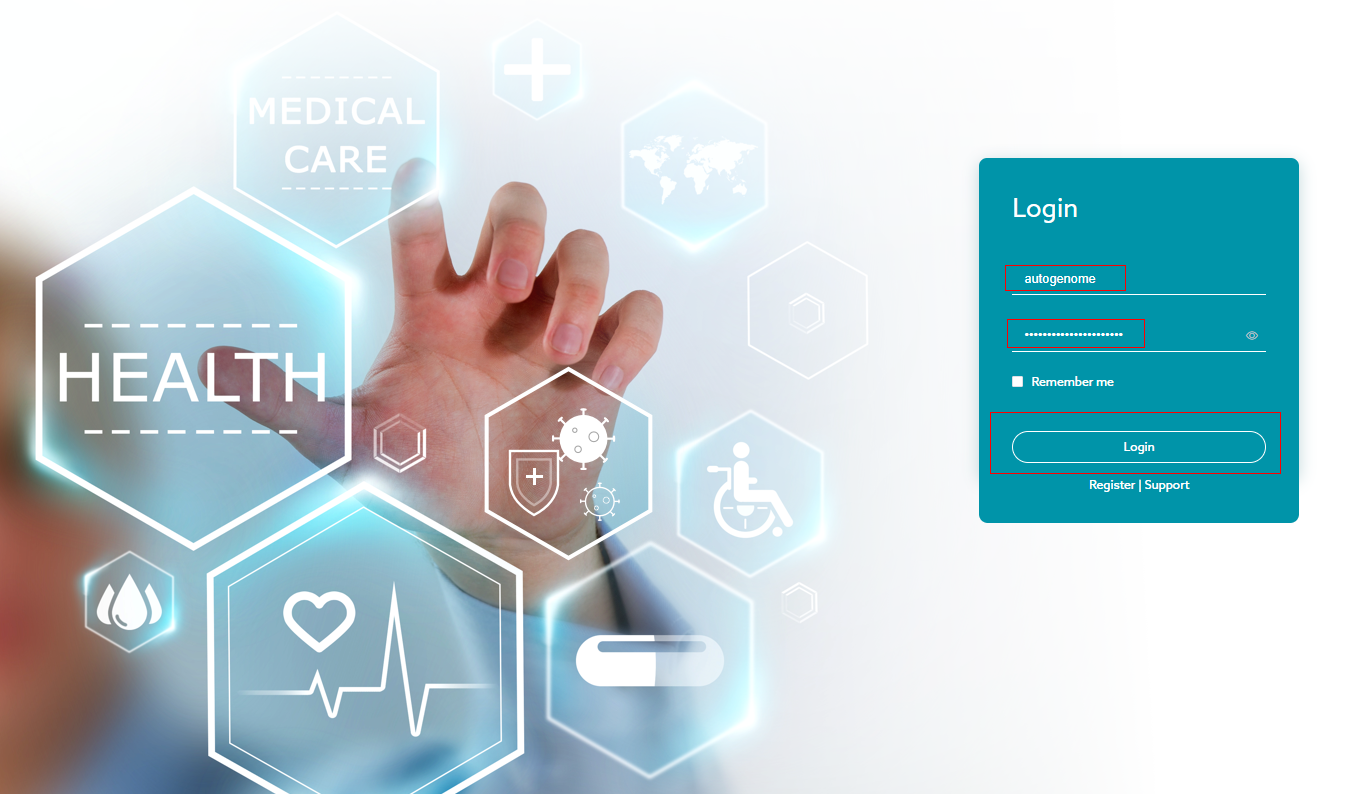 MEDICAL
CARE
HEALTH
Login
autogenome
•••••••••••••••••••••••
Remember me
Login
Register | Support